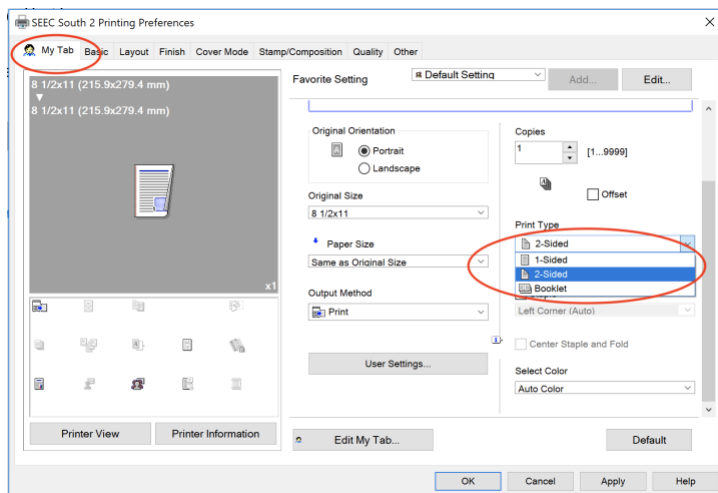 SEEC South 2 Printing Preferences
My Tab Basic Layout Finish Cover Mode Stamp/Composition Quality Other
8 1/2x11 (215.9x279.4 mm)
8 1/2x11 (215.9x279.4 mm)
x1
Printer View Printer Information
Favorite Setting Default Setting Add... Edit...
Original Orientation
Portrait
Landscape
Original Size
8 1/2x11
Paper Size
Same as Original Size
Output Method
Print
User Settings...
Copies
1 [1...9999]
Offset
Print Type
2-Sided
1-Sided
2-Sided
Booklet
Left Corner (Auto)
Center Staple and Fold
Select Color
Auto Color
Edit My Tab... Default
OK Cancel Apply Help